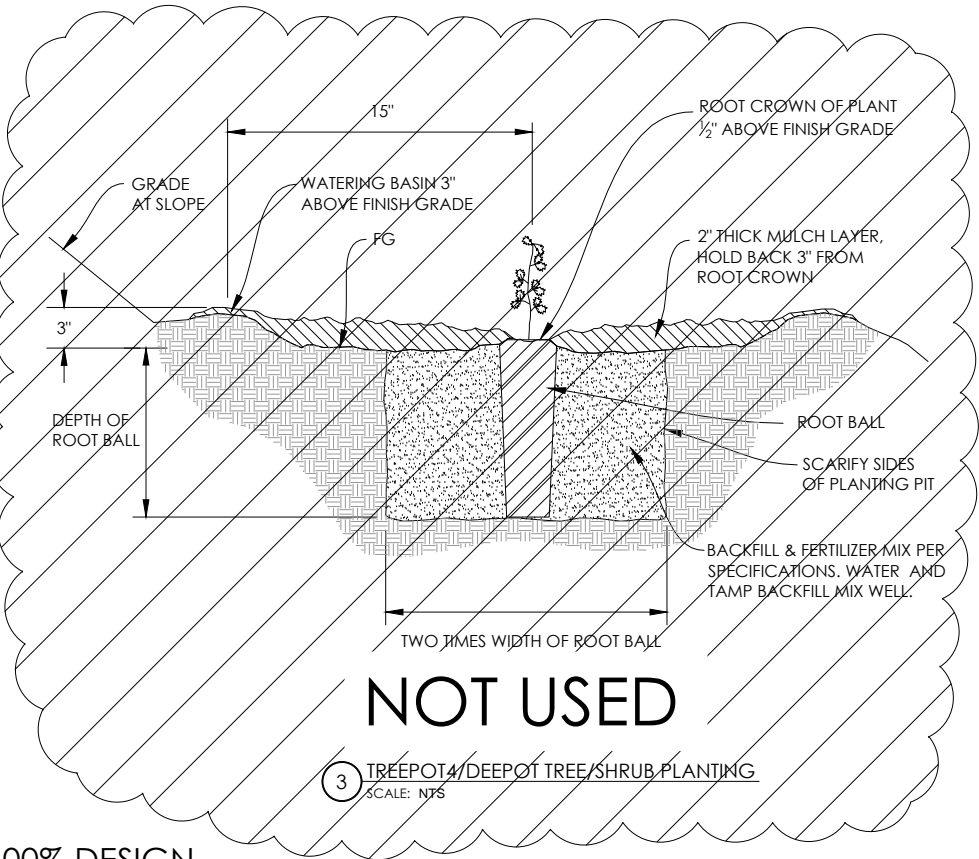 15"
ROOT CROWN OF PLANT
½" ABOVE FINISH GRADE
GRADE
AT SLOPE
WATERING BASIN 3"
ABOVE FINISH GRADE
FG
2" THICK MULCH LAYER,
HOLD BACK 3" FROM
ROOT CROWN
3"
DEPTH OF
ROOT BALL
ROOT BALL
SCARIFY SIDES
OF PLANTING PIT
BACKFILL & FERTILIZER MIX PER
SPECIFICATIONS. WATER AND
TAMP BACKFILL MIX WELL.
TWO TIMES WIDTH OF ROOT BALL
NOT USED
3 TREEPOT4/DEEPOT TREE/SHRUB PLANTING
SCALE: NTS
00% DESIGN